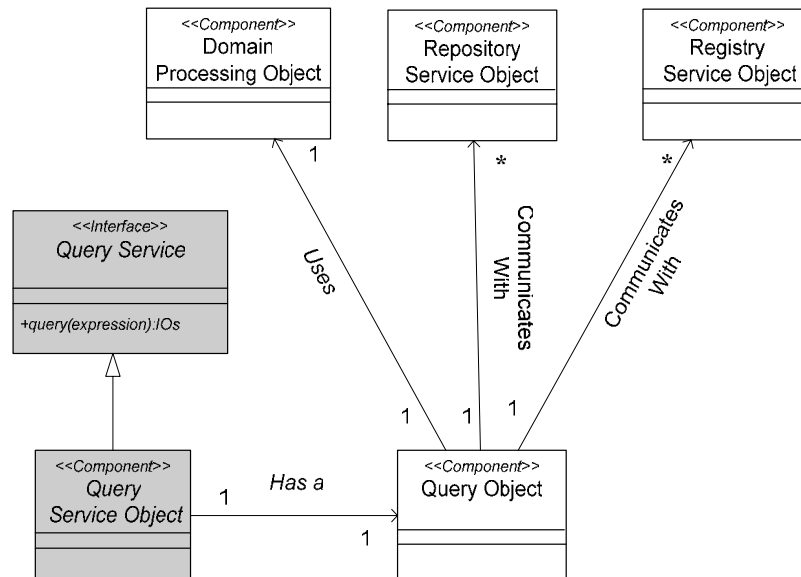 <<Component>>
Domain
Processing Object
<<Component>>
Repository
Service Object
<<Component>>
Registry
Service Object
1
*
*
<<Interface>>
Query Service
+query(expression):IOs
Uses
Communicates
With
Communicates
With
1
1
1
<<Component>>
Query
Service Object
Has a
1
1
<<Component>>
Query Object